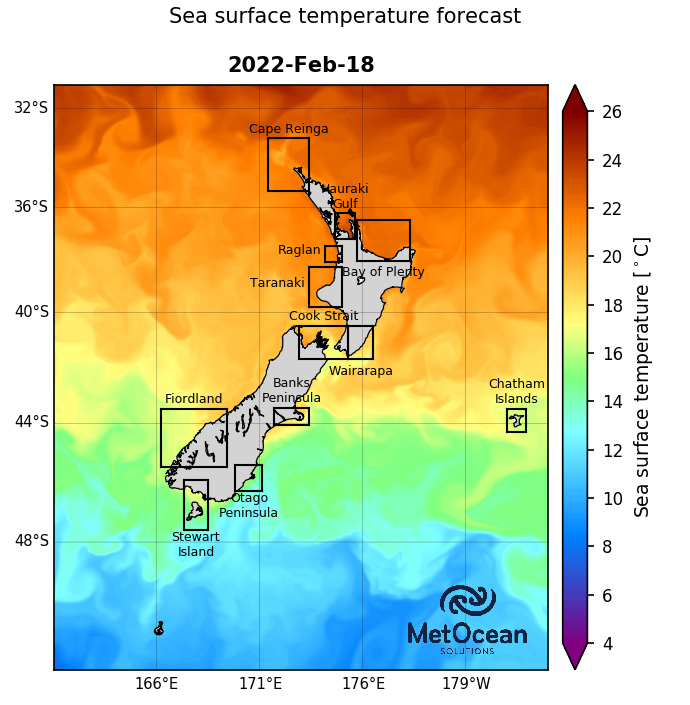 Sea surface temperature forecast
2022-Feb-18
32°S
36°S
40°S
44°S
48°S
166°E
171°E
176°E
179°W
Cape Reinga
Hauraki
Gulf
Raglan
Bay of Plenty
Taranaki
Cook Strait
Wairarapa
Banks
Peninsula
Fiordland
Chatham
Islands
Otago
Peninsula
Stewart
Island
MetOcean
SOLUTIONS
26
24
22
20
18
16
14
12
10
8
6
4
Sea surface temperature [°C]